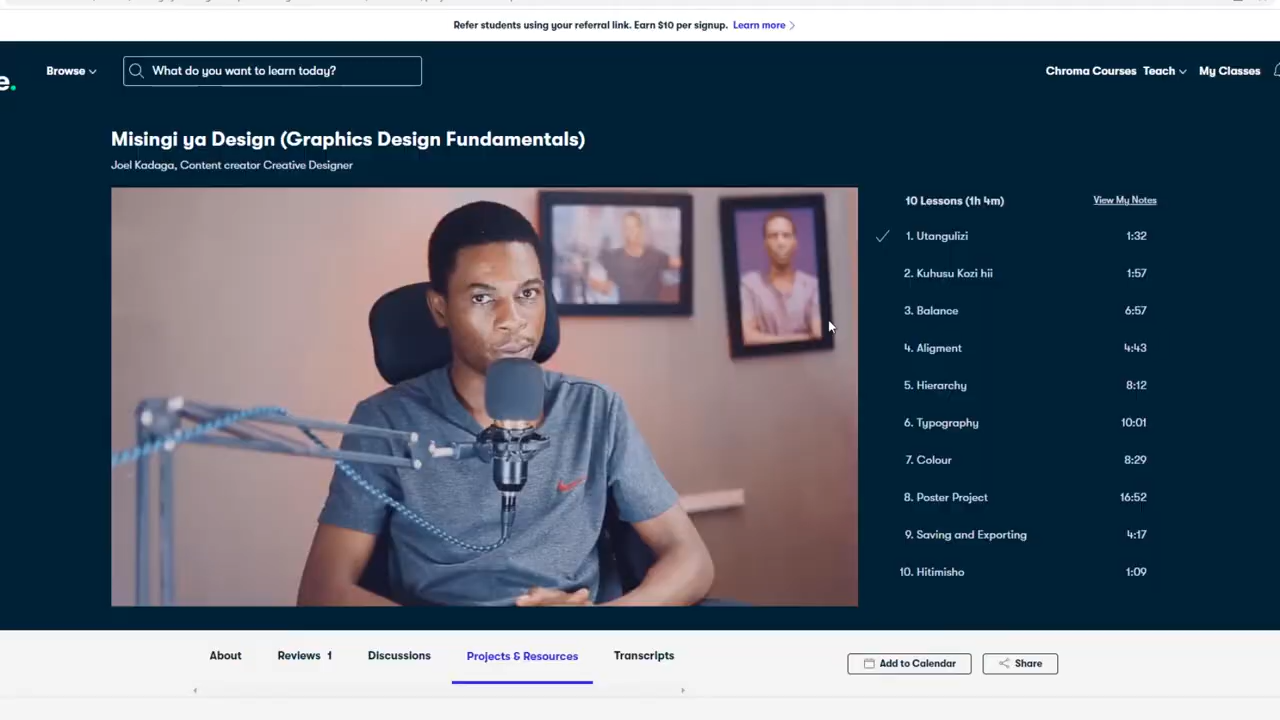 Refer students using your referral link. Earn $10 per signup. Learn more
e.
Browse
What do you want to learn today?
Chroma Courses Teach My Classes
Misingi ya Design (Graphics Design Fundamentals)
Joel Kadaga, Content creator Creative Designer
10 Lessons (1h 4m) View My Notes
1. Utangulizi 1:32
2. Kuhusu Kozi hii 1:57
3. Balance 6:57
4. Aligment 4:43
5. Hierarchy 8:12
6. Typography 10:01
7. Colour 8:29
8. Poster Project 16:52
9. Saving and Exporting 4:17
10. Hitimisho 1:09
About Reviews 1 Discussions Projects & Resources Transcripts
Add to Calendar Share